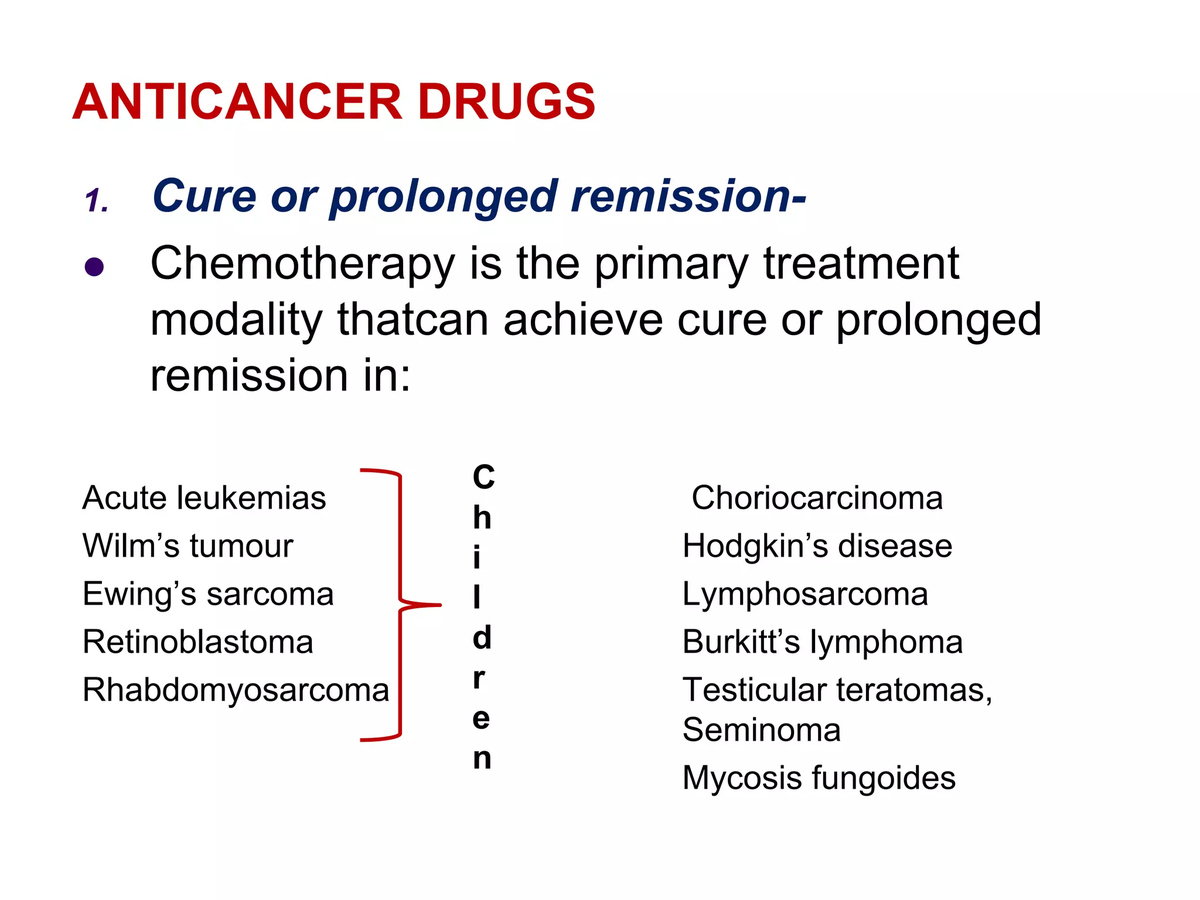 ANTICANCER DRUGS
1. Cure or prolonged remission-
● Chemotherapy is the primary treatment
modality thatcan achieve cure or prolonged
remission in:
Acute leukemias
Wilm’s tumour
Ewing’s sarcoma
Retinoblastoma
Rhabdomyosarcoma
C
h
i
l
d
r
e
n
Choriocarcinoma
Hodgkin’s disease
Lymphosarcoma
Burkitt’s lymphoma
Testicular teratomas,
Seminoma
Mycosis fungoides